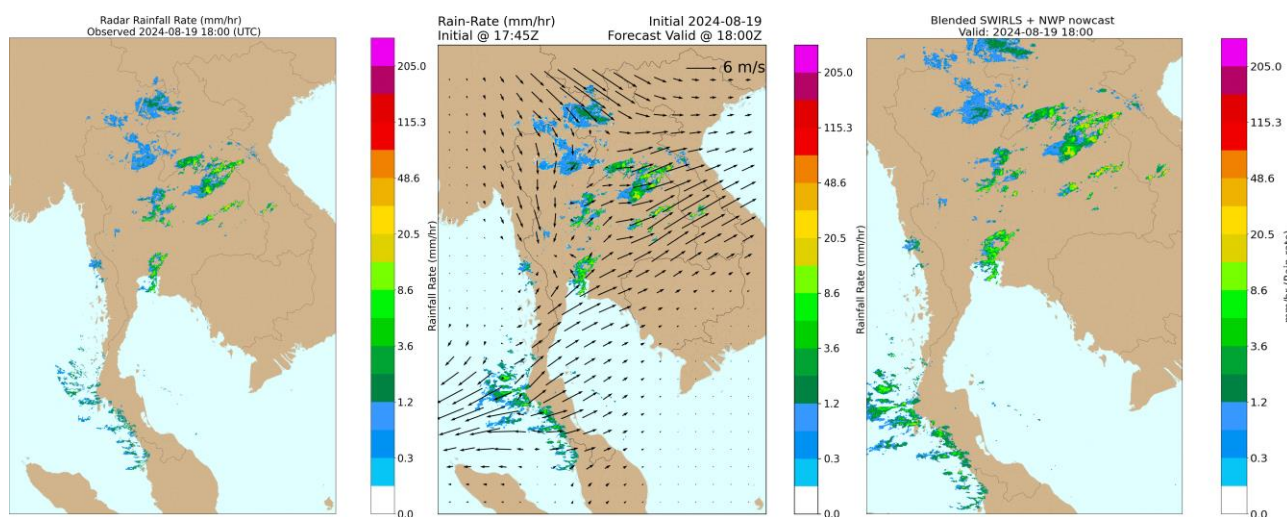 Radar Rainfall Rate (mm/hr)
Observed 2024-08-19 18:00 (UTC)
205.0
115.3
48.6
20.5
8.6
3.6
1.2
0.3
0.0
Rainfall Rate (mm/hr)
Rain-Rate (mm/hr)
Initial @ 17:45Z
Initial 2024-08-19
Forecast Valid @ 18:00Z
6 m/s
205.0
115.3
48.6
20.5
8.6
3.6
1.2
0.3
0.0
Rainfall Rate (mm/hr)
Blended SWIRLS + NWP nowcast
Valid: 2024-08-19 18:00
205.0
115.3
48.6
20.5
8.6
3.6
1.2
0.3
0.0